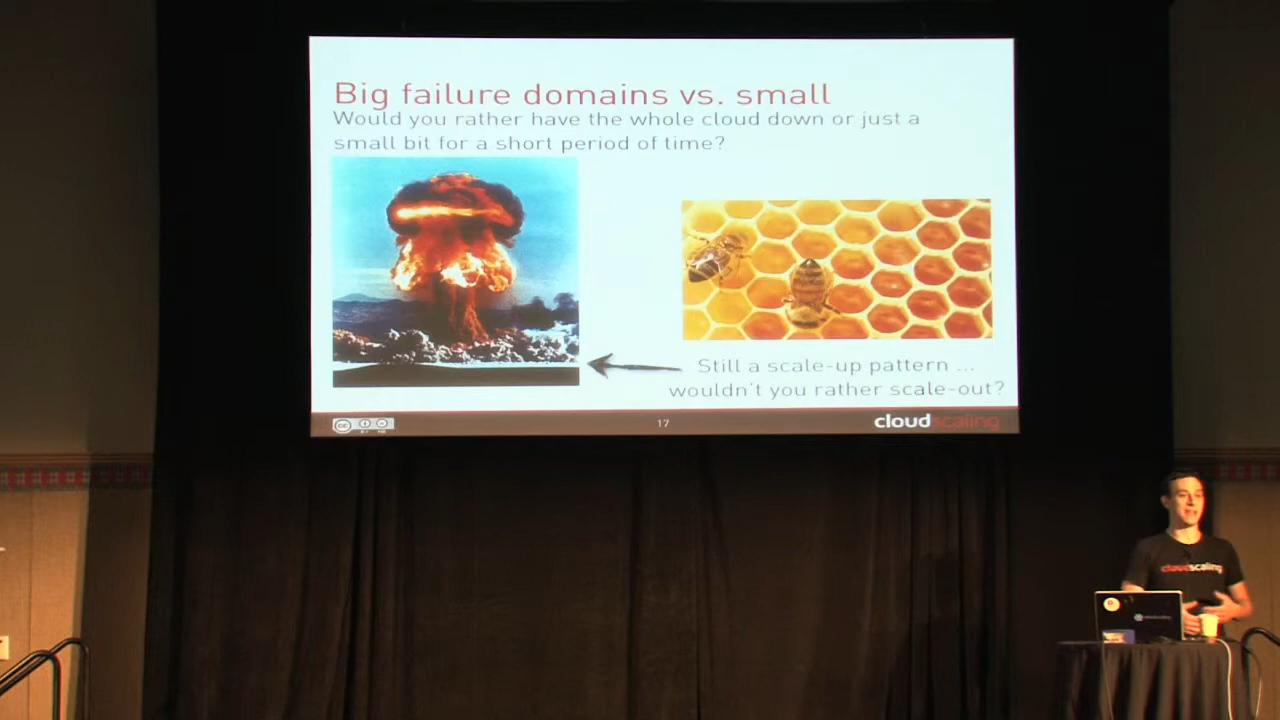 Big failure domains vs. small
Would you rather have the whole cloud down or just a
small bit for a short period of time?
Still a scale-up pattern ...
wouldn't you rather scale-out?
17
cloudscaling
cloudscaling